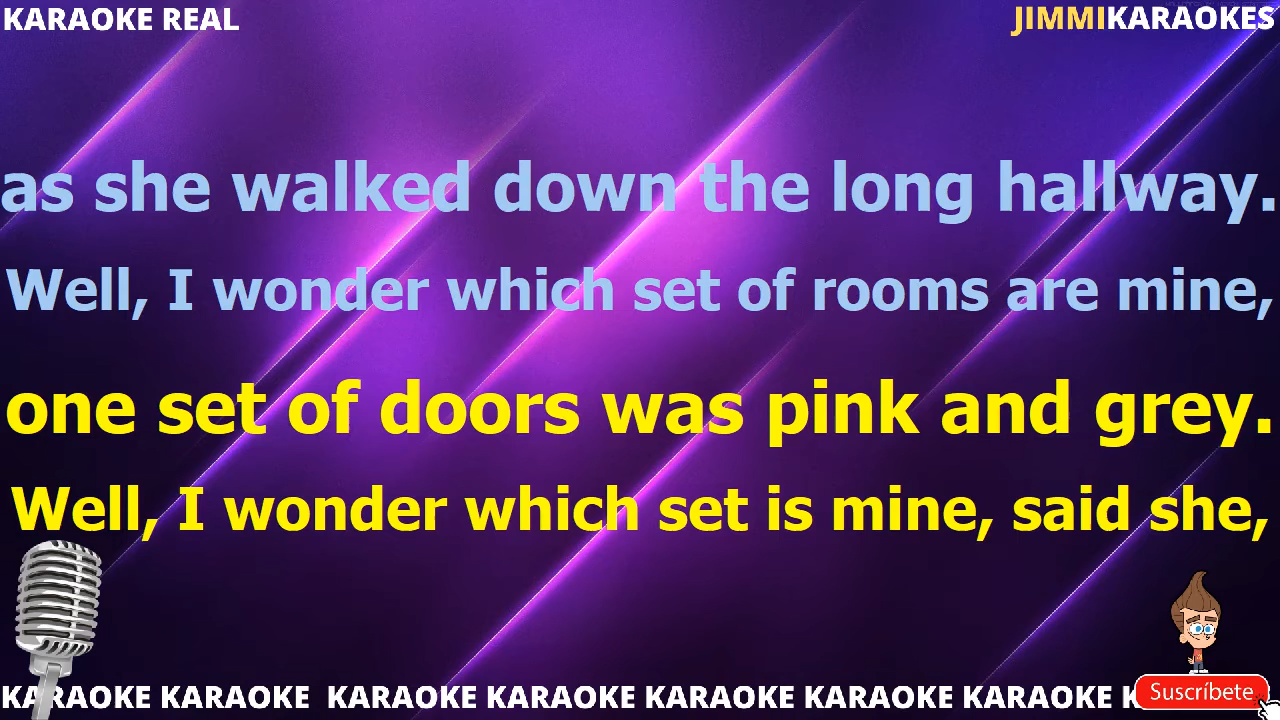 KARAOKE REAL
JIMMIKARAOKES
as she walked down the long hallway.
Well, I wonder which set of rooms are mine,
one set of doors was pink and grey.
Well, I wonder which set is mine, said she,
KARAOKE KARAOKE KARAOKE KARAOKE KARAOKE KARAOKE KARAOKE K
Suscríbete